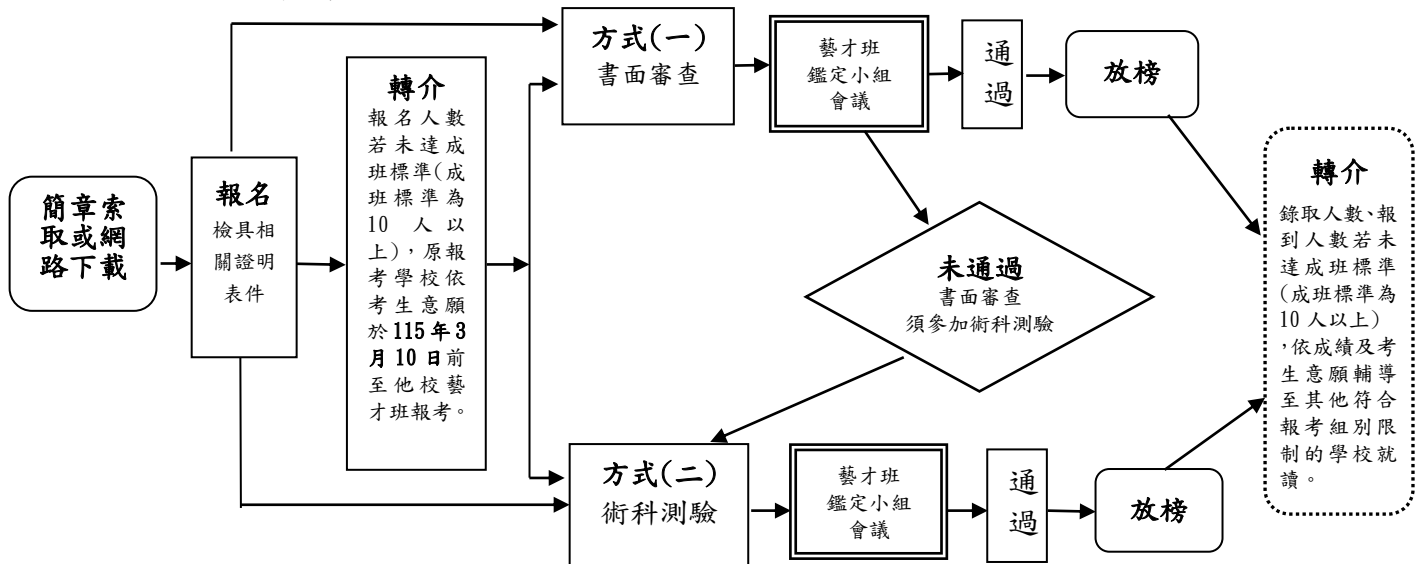 簡章索
取或網
路下載
報名
檢具相
關證明
表件
轉介
報名人數
若未達成
班標準(成
班標準為
10 人以
上)，原報
考學校依
考生意願
於115年3
月10日前
至他校藝
才班報考。
方式(一)
書面審查
藝才班
鑑定小組
會議
通
過
放榜
未通過
書面審查
須參加術科測驗
方式(二)
術科測驗
藝才班
鑑定小組
會議
通
過
放榜
轉介
錄取人數、報
到人數若未
達成班標準
(成班標準為
10人以上)
，依成績及考
生意願輔導
至其他符合
報考組別限
制的學校就
讀。